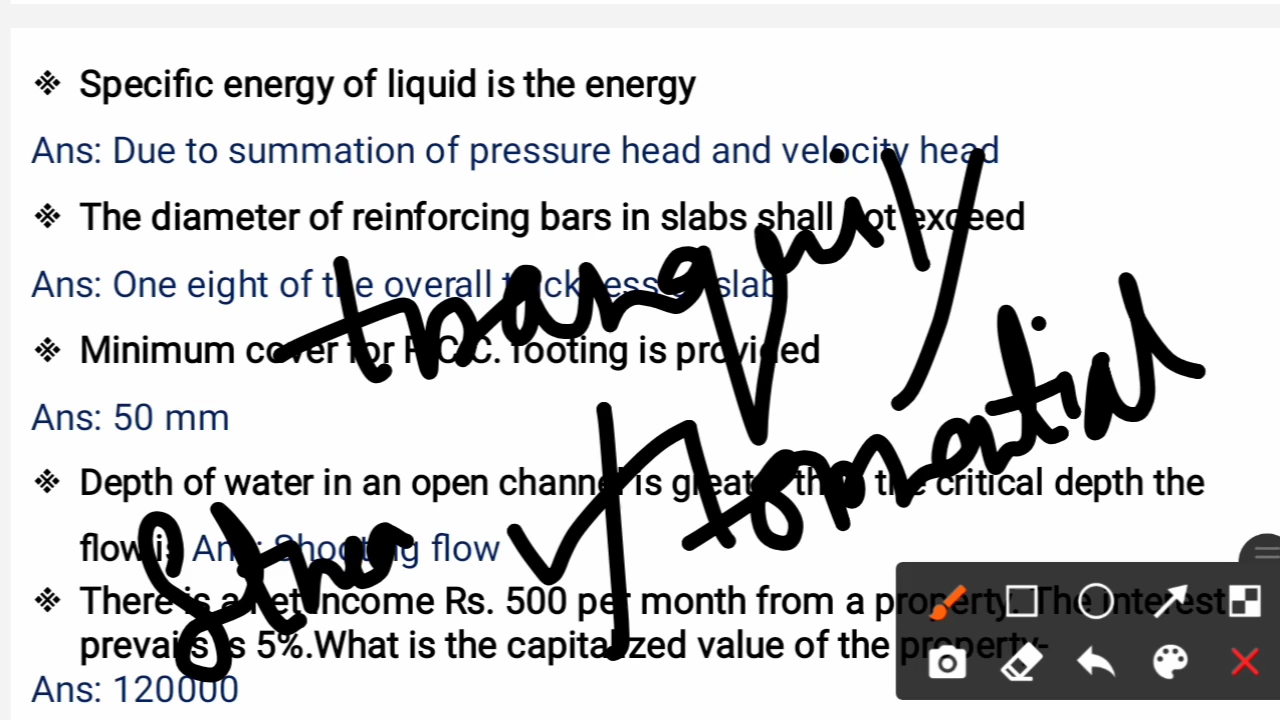 ❖ Specific energy of liquid is the energy
Ans: Due to summation of pressure head and velocity head
❖ The diameter of reinforcing bars in slabs shall not exceed
Ans: One eight of the overall thickness of slab
tranquil /
❖ Minimum cover for R.C.C. footing is provided
Ans: 50 mm
❖ Depth of water in an open channel is greater than the critical depth the
flow is Ans: Shooting flow
❖ There is a net income Rs. 500 per month from a property. The interest
prevails is 5%.What is the capitalized value of the property-
Ans: 120000